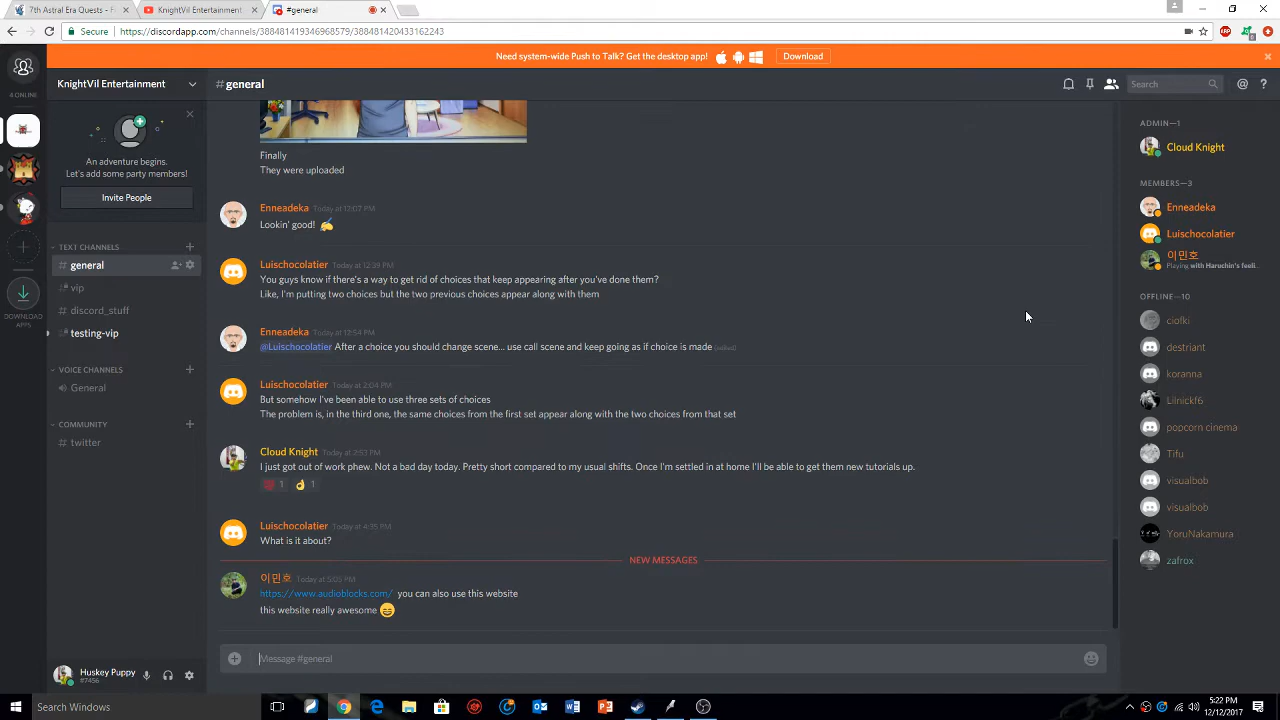 7th Astral Era Quests - F
KnightVil Entertainment
#general
Secure
https://discordapp.com/channels/388481419346968579/388481420433162243
Need system-wide Push to Talk? Get the desktop app!
Download
4 ONLINE
DOWNLOAD
APPS
KnightVil Entertainment
An adventure begins.
Let's add some party members!
Invite People
TEXT CHANNELS
# general
# vip
# discord_stuff
# testing-vip
VOICE CHANNELS
General
COMMUNITY
# twitter
Huskey Puppy
#7456
# general
Search
Finally
They were uploaded
Enneadeka Today at 12:07 PM
Lookin' good! ✍
Luischocolatier Today at 12:39 PM
You guys know if there's a way to get rid of choices that keep appearing after you've done them?
Like, I'm putting two choices but the two previous choices appear along with them
Enneadeka Today at 12:54 PM
@Luischocolatier After a choice you should change scene... use call scene and keep going as if choice is made (edited)
Luischocolatier Today at 2:04 PM
But somehow I've been able to use three sets of choices
The problem is, in the third one, the same choices from the first set appear along with the two choices from that set
Cloud Knight Today at 2:53 PM
I just got out of work phew. Not a bad day today. Pretty short compared to my usual shifts. Once I'm settled in at home I'll be able to get them new tutorials up.
1 👌 1
Luischocolatier Today at 4:35 PM
What is it about?
NEW MESSAGES
이민호 Today at 5:03 PM
https://www.audioblocks.com/ you can also use this website
this website really awesome 😄
Message #general
ADMIN—1
Cloud Knight
MEMBERS—3
Enneadeka
Luischocolatier
이민호
Playing with Haruchin's feeli...
OFFLINE—10
ciofki
destriant
koranna
Lilnickf6
popcorn cinema
Tifu
visualbob
visualbob
YoruNakamura
zafrox
Search Windows
5:22 PM
12/12/2017